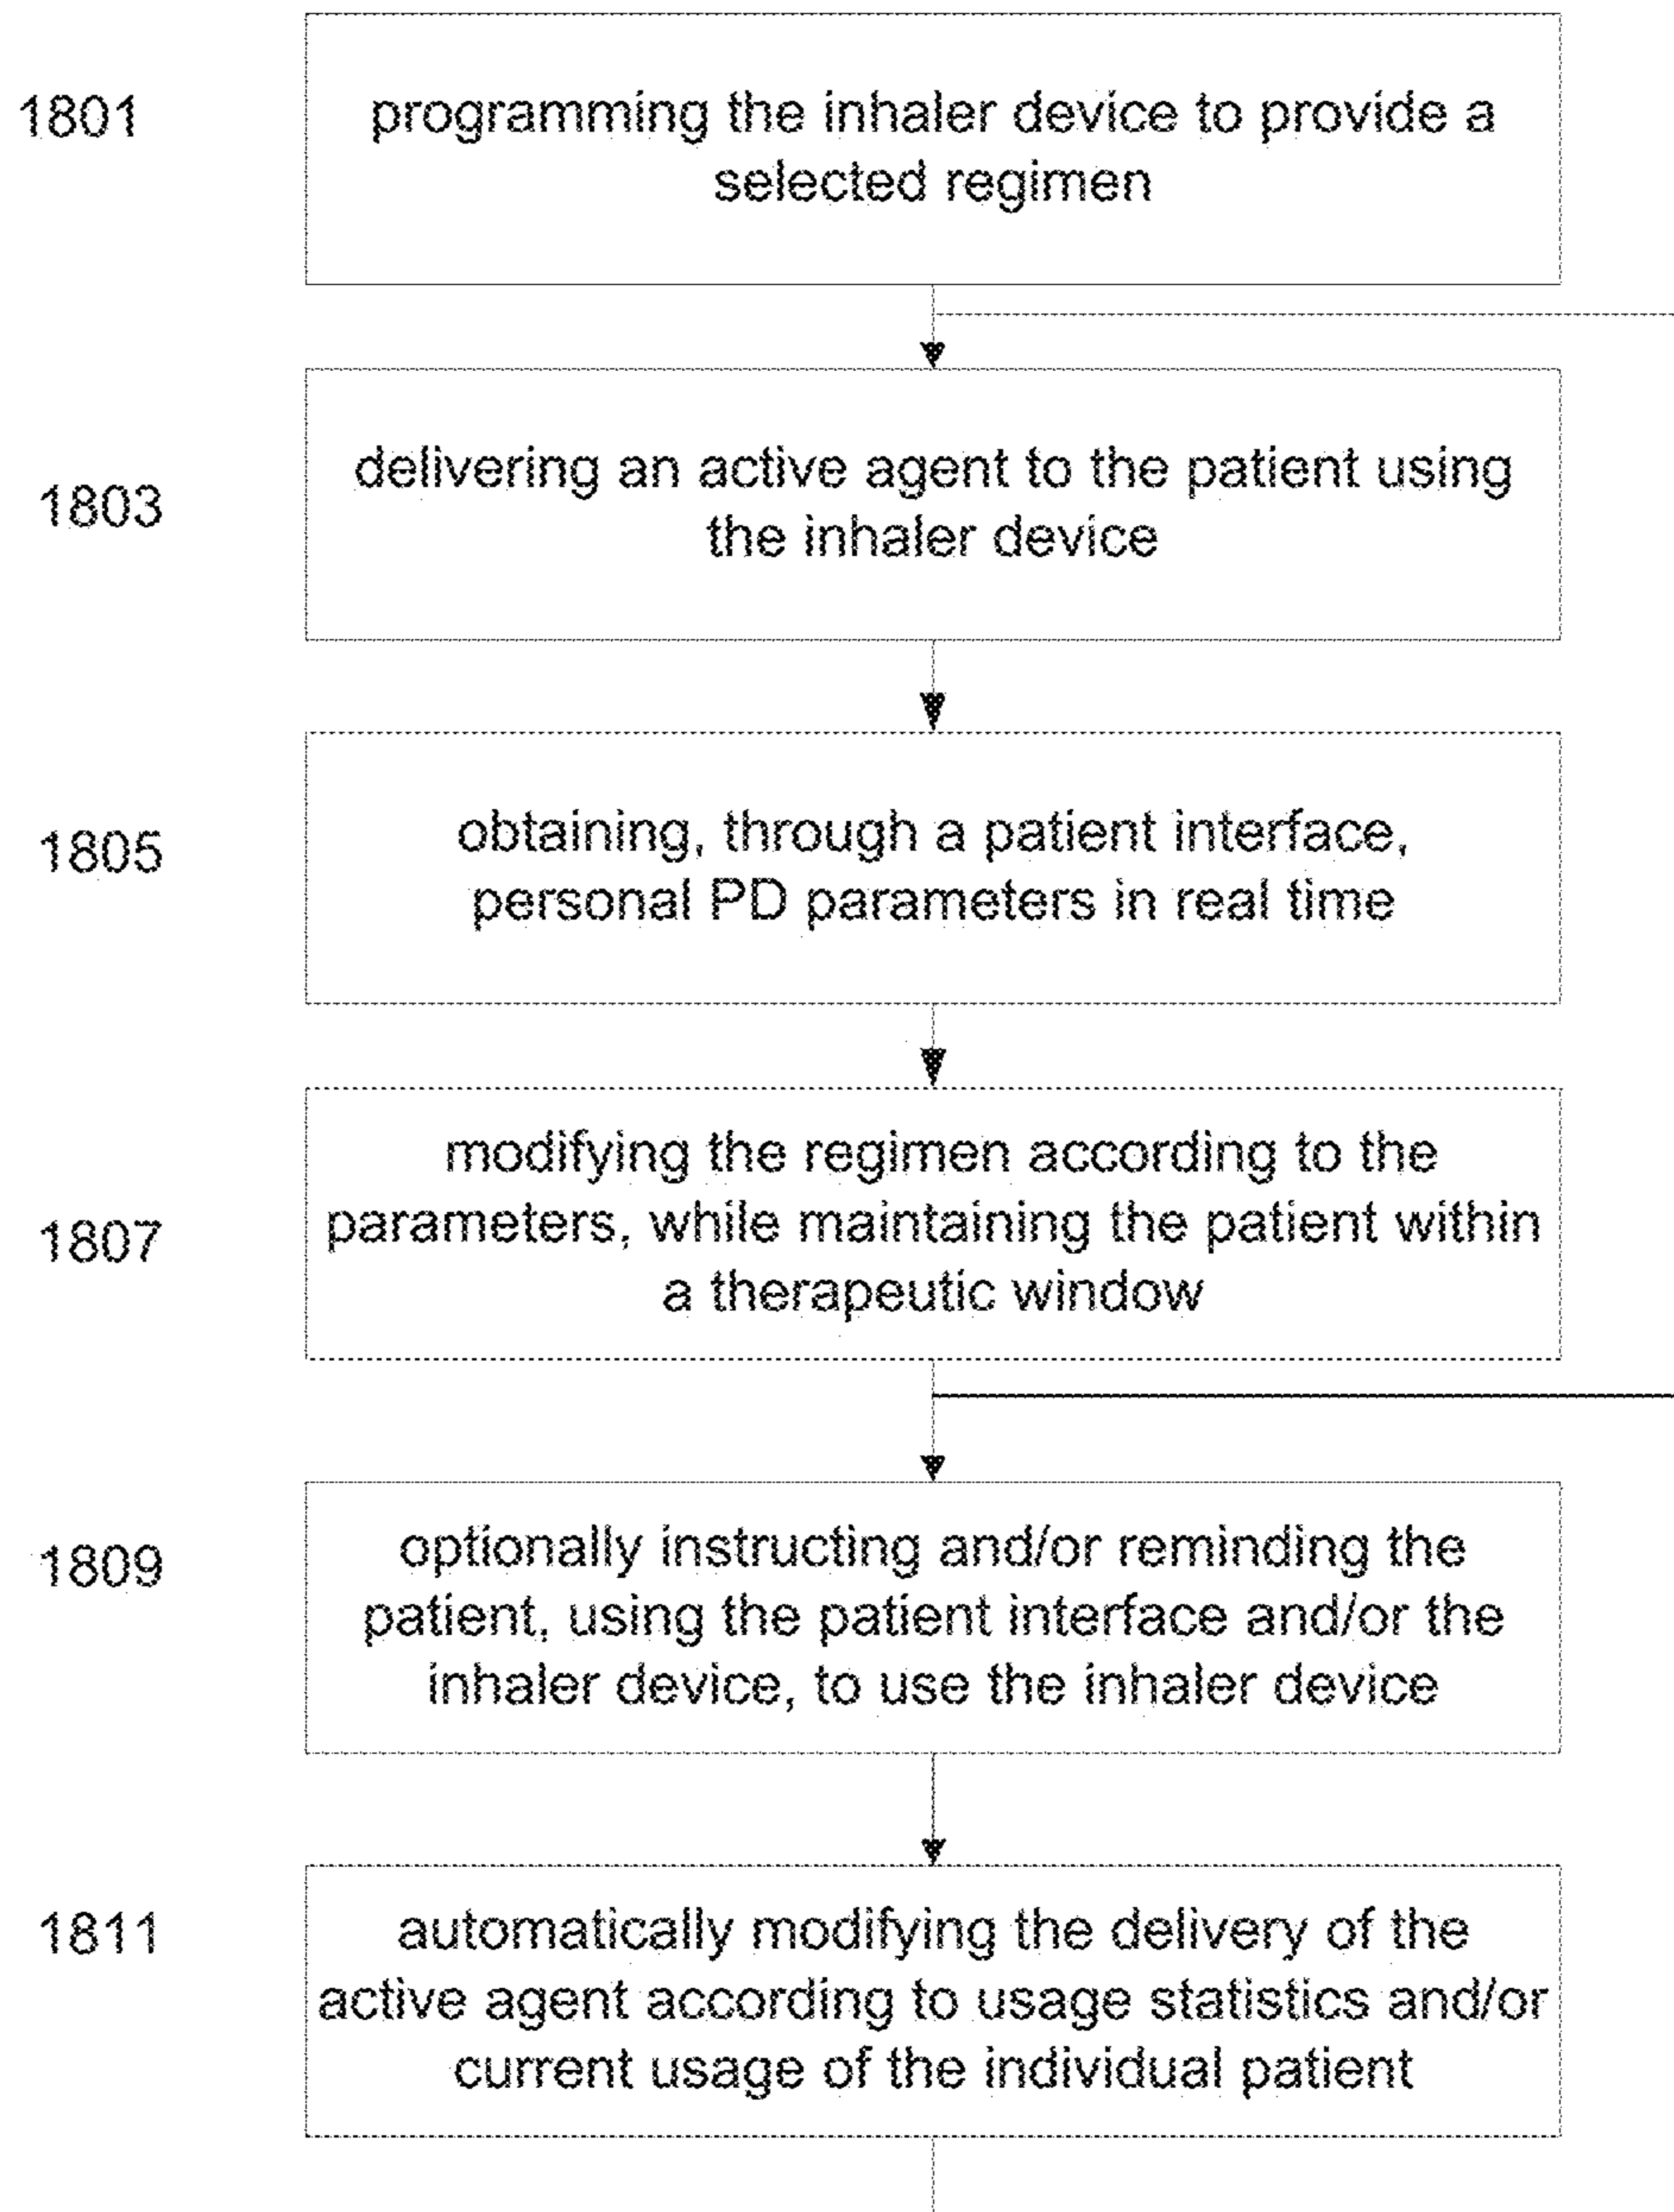 1801
programming the inhaler device to provide a
selected regimen
1803
delivering an active agent to the patient using
the inhaler device
1805
obtaining, through a patient interface,
personal PD parameters in real time
1807
modifying the regimen according to the
parameters, while maintaining the patient within
a therapeutic window
1809
optionally instructing and/or reminding the
patient, using the patient interface and/or the
inhaler device, to use the inhaler device
1811
automatically modifying the delivery of the
active agent according to usage statistics and/or
current usage of the individual patient